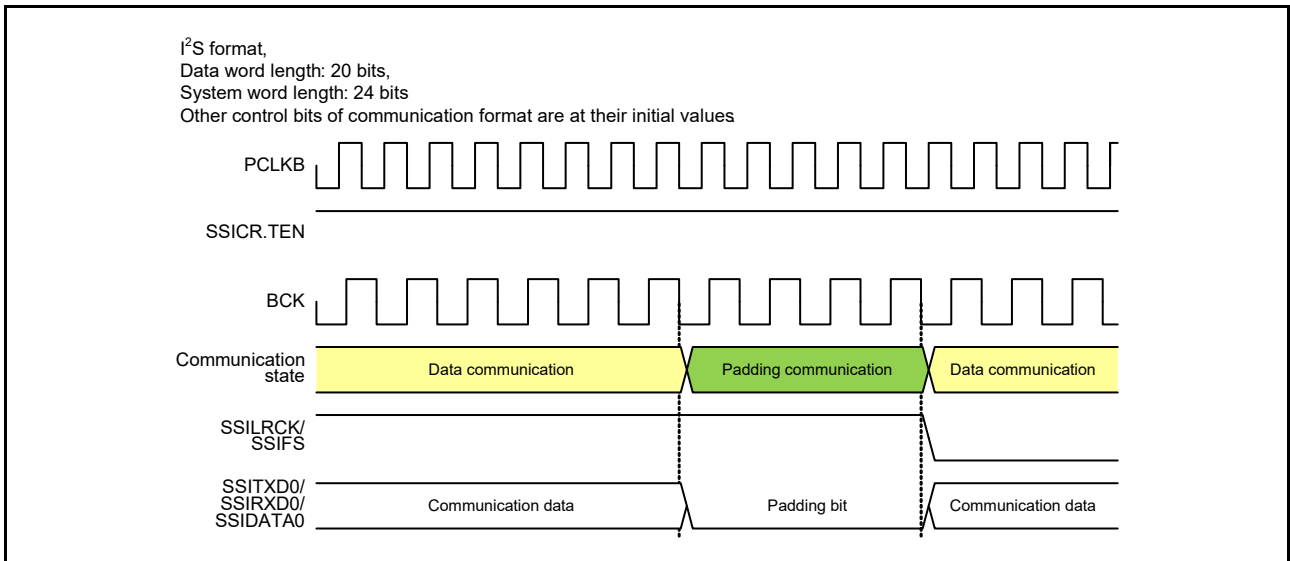 I²S format,
Data word length: 20 bits,
System word length: 24 bits
Other control bits of communication format are at their initial values.
PCLKB
SSICR.TEN
BCK
Communication
state
Data communication
Padding communication
Data communication
SSILRCK/
SSIFS
SSITXD0/
SSIRXD0/
SSIDATA0
Communication data
Padding bit
Communication data